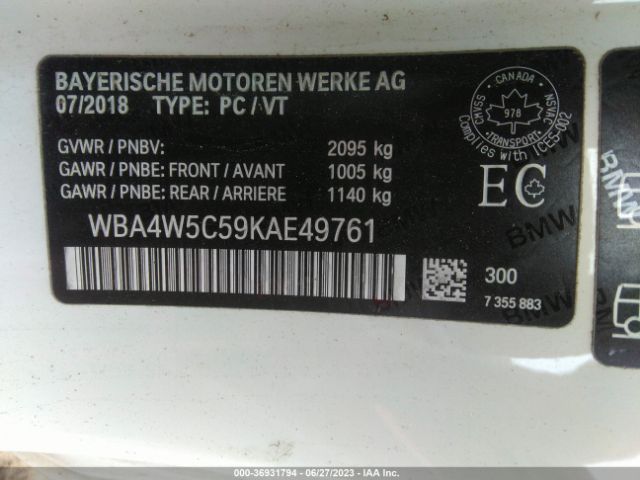 BAYERISCHE MOTOREN WERKE AG
07/2018 TYPE: PC/VT
GVWR / PNBV: 2095 kg
GAWR / PNBE: FRONT / AVANT 1005 kg
GAWR / PNBE: REAR / ARRIERE 1140 kg
WBA4W5C59KAE49761
CANADA
CMVSS
NSVAC
978
TRANSPORT
Complies with / ICES-002
EC
300
7 355 883
BMW
BMW
BMW
000-36931794 - 06/27/2023 - IAA Inc.